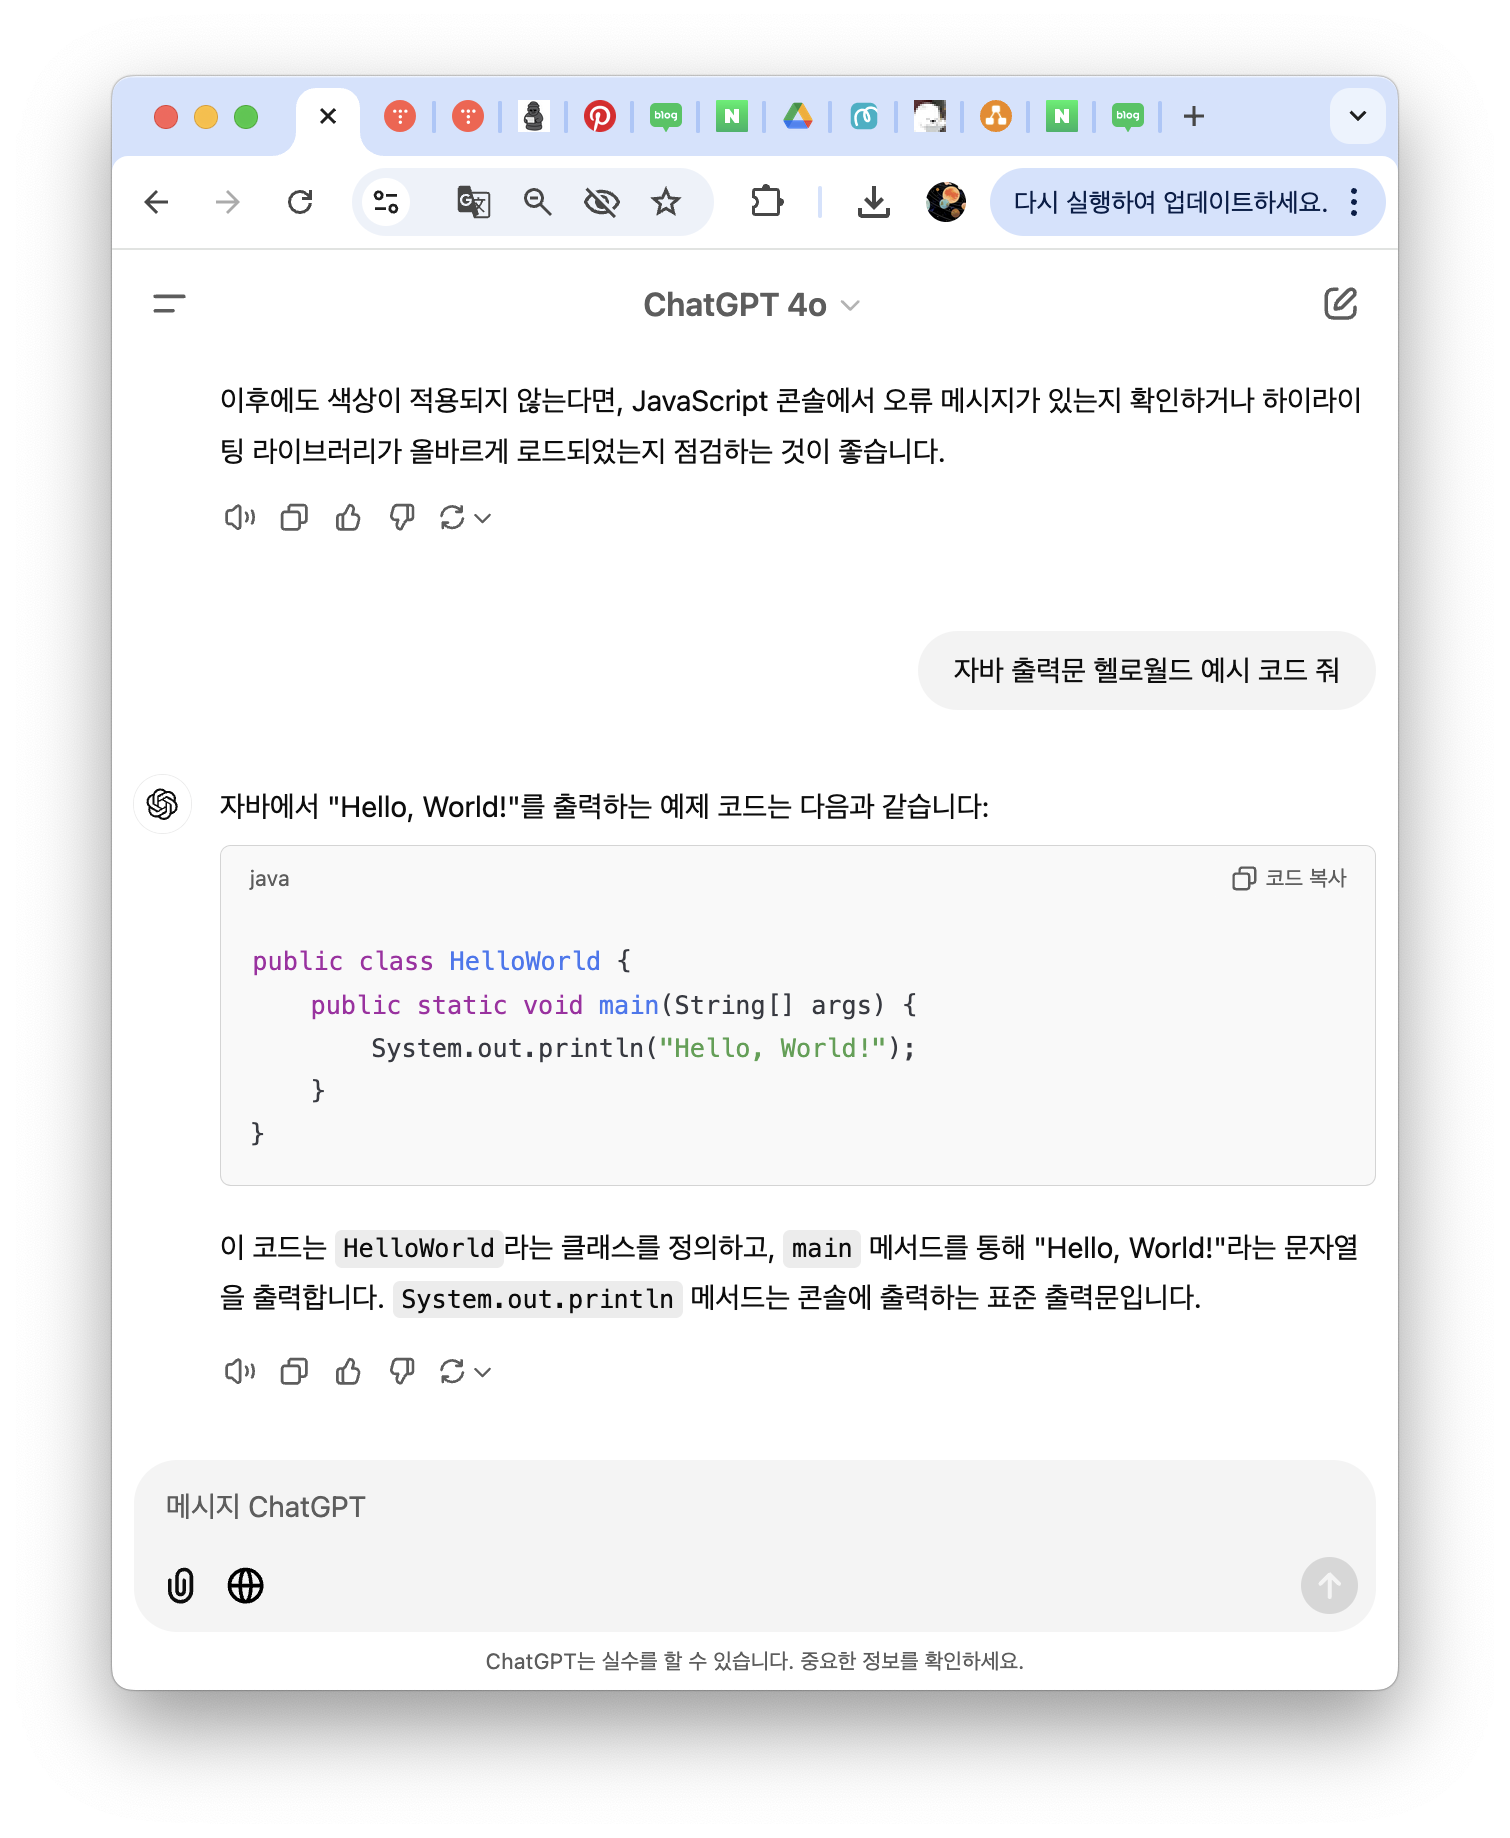 blog
N
N
blog
다시 실행하여 업데이트하세요.
ChatGPT 4o
이후에도 색상이 적용되지 않는다면, JavaScript 콘솔에서 오류 메시지가 있는지 확인하거나 하이라이
팅 라이브러리가 올바르게 로드되었는지 점검하는 것이 좋습니다.
자바 출력문 헬로월드 예시 코드 줘
자바에서 "Hello, World!"를 출력하는 예제 코드는 다음과 같습니다:
java
코드 복사
public class HelloWorld {
    public static void main(String[] args) {
        System.out.println("Hello, World!");
    }
}
이 코드는 HelloWorld라는 클래스를 정의하고, main 메서드를 통해 "Hello, World!"라는 문자열
을 출력합니다. System.out.println 메서드는 콘솔에 출력하는 표준 출력문입니다.
메시지 ChatGPT
ChatGPT는 실수를 할 수 있습니다. 중요한 정보를 확인하세요.